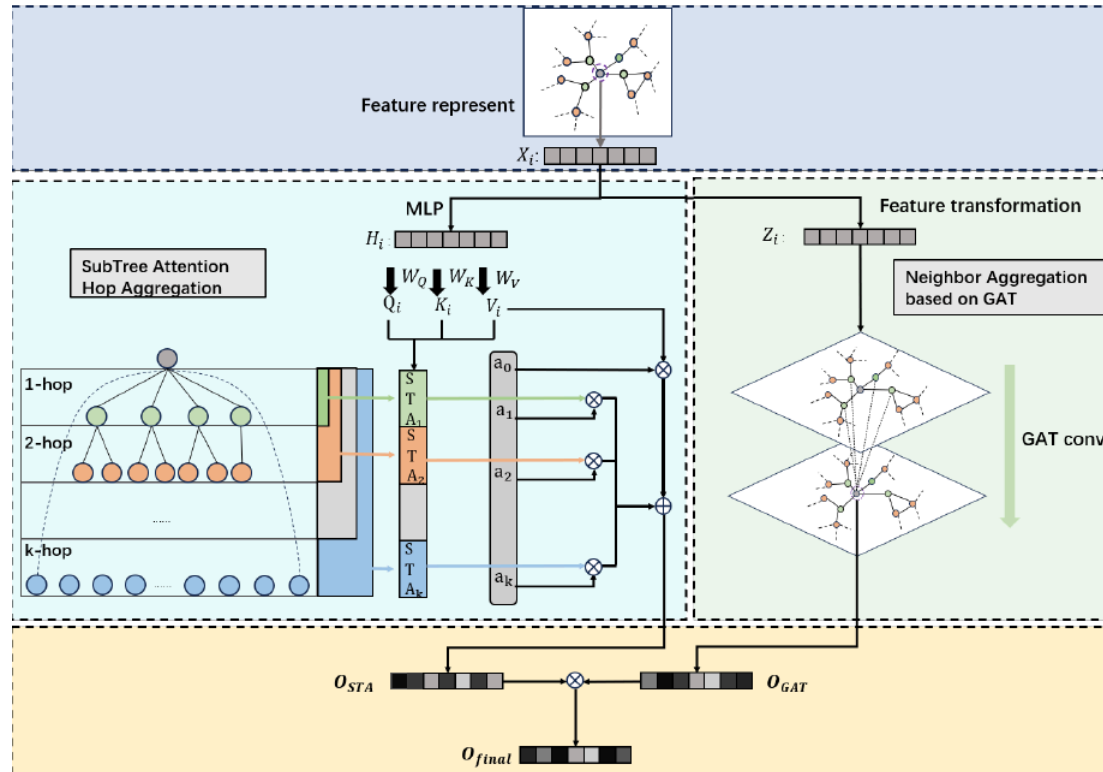 Feature represent
X_i:
MLP
Feature transformation
H_i:
Z_i:
SubTree Attention
Hop Aggregation
W_Q W_K W_V
Neighbor Aggregation
based on GAT
Q_i K_i V_i
1-hop
S
T
A_1
a_0
a_1
2-hop
S
T
A_2
a_2
GAT conv
......
k-hop
......
S
T
A_k
a_k
O_STA
O_GAT
O_final